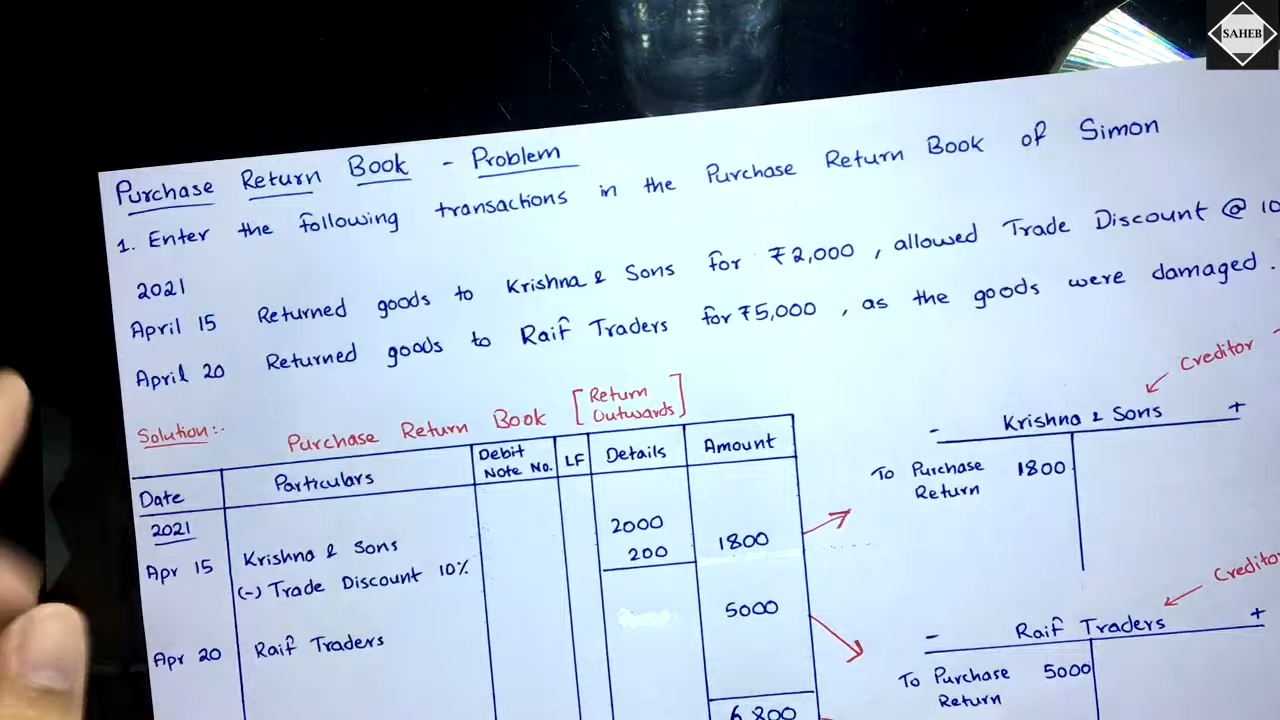 SAHEB
Purchase Return Book - Problem
1. Enter the following transactions in the Purchase Return Book of Simon
2021
April 15 Returned goods to Krishna & Sons for ₹2,000, allowed Trade Discount @ 10
April 20 Returned goods to Raif Traders for ₹5,000, as the goods were damaged.
Solution:-
Purchase Return Book [Return Outwards]
Date Particulars Debit Note No. LF Details Amount
2021
Apr 15 Krishna & Sons 2000
(-) Trade Discount 10% 200 1800
Apr 20 Raif Traders 5000
6,800
Creditor
- Krishna & Sons +
To Purchase Return 1800
Creditor
- Raif Traders +
To Purchase Return 5000